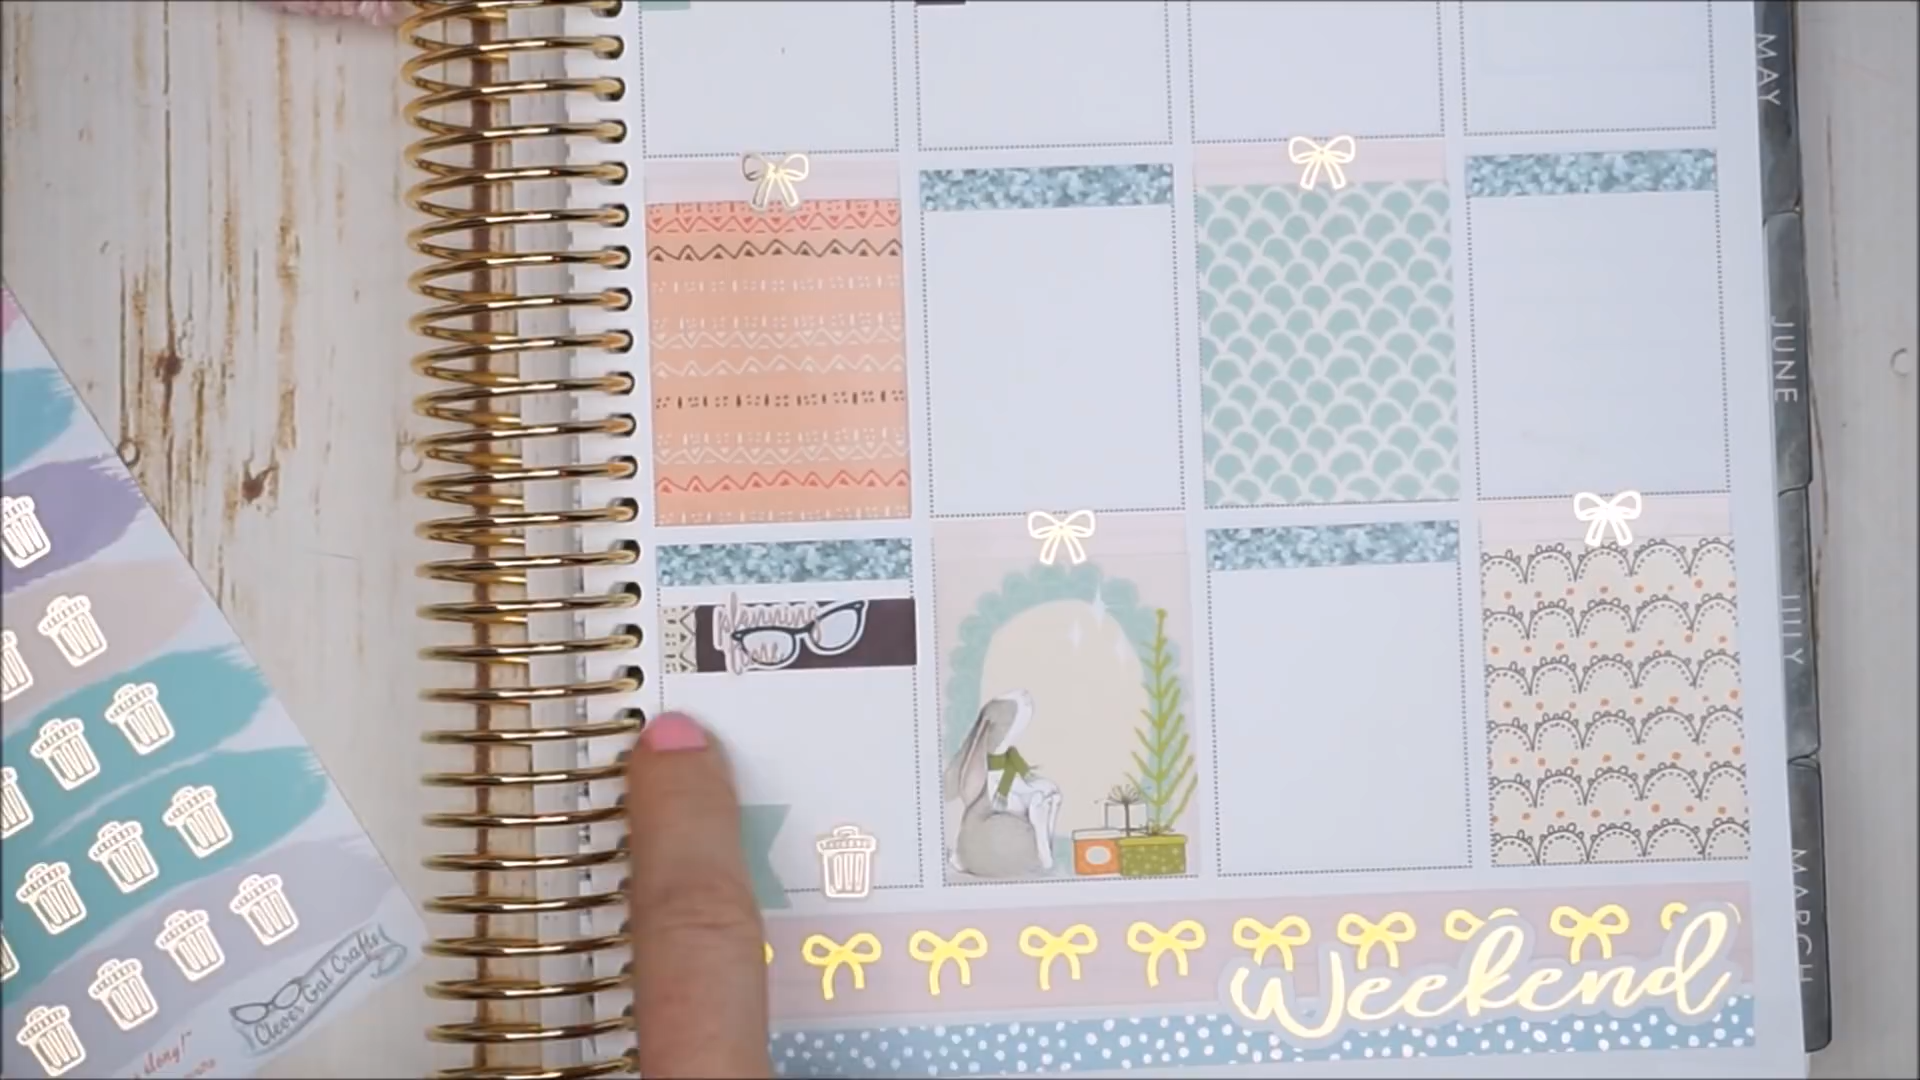 MAY
JUNE
JULY
MARCH
planning
time
Weekend
Clever Gal Crafts
along!"